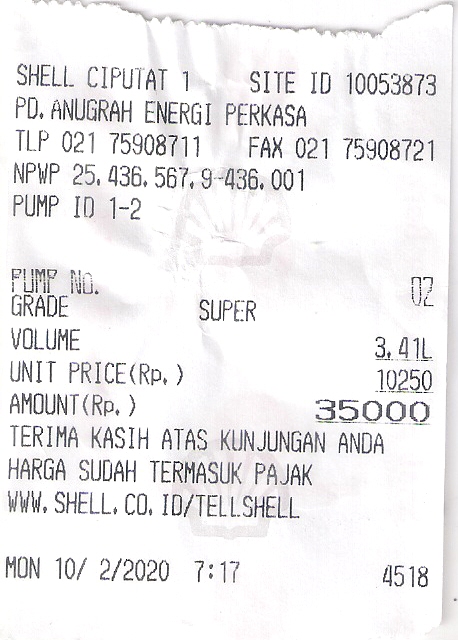 SHELL CIPUTAT 1 SITE ID 10053873
PD. ANUGRAH ENERGI PERKASA
TLP 021 75908711 FAX 021 75908721
NPWP 25.436.567.9-436.001
PUMP ID 1-2
PUMP NO. 02
GRADE SUPER
VOLUME 3.41L
UNIT PRICE(Rp.) 10250
AMOUNT(Rp.) 35000
TERIMA KASIH ATAS KUNJUNGAN ANDA
HARGA SUDAH TERMASUK PAJAK
WWW.SHELL.CO.ID/TELLSHELL
MON 10/ 2/2020 7:17 4518